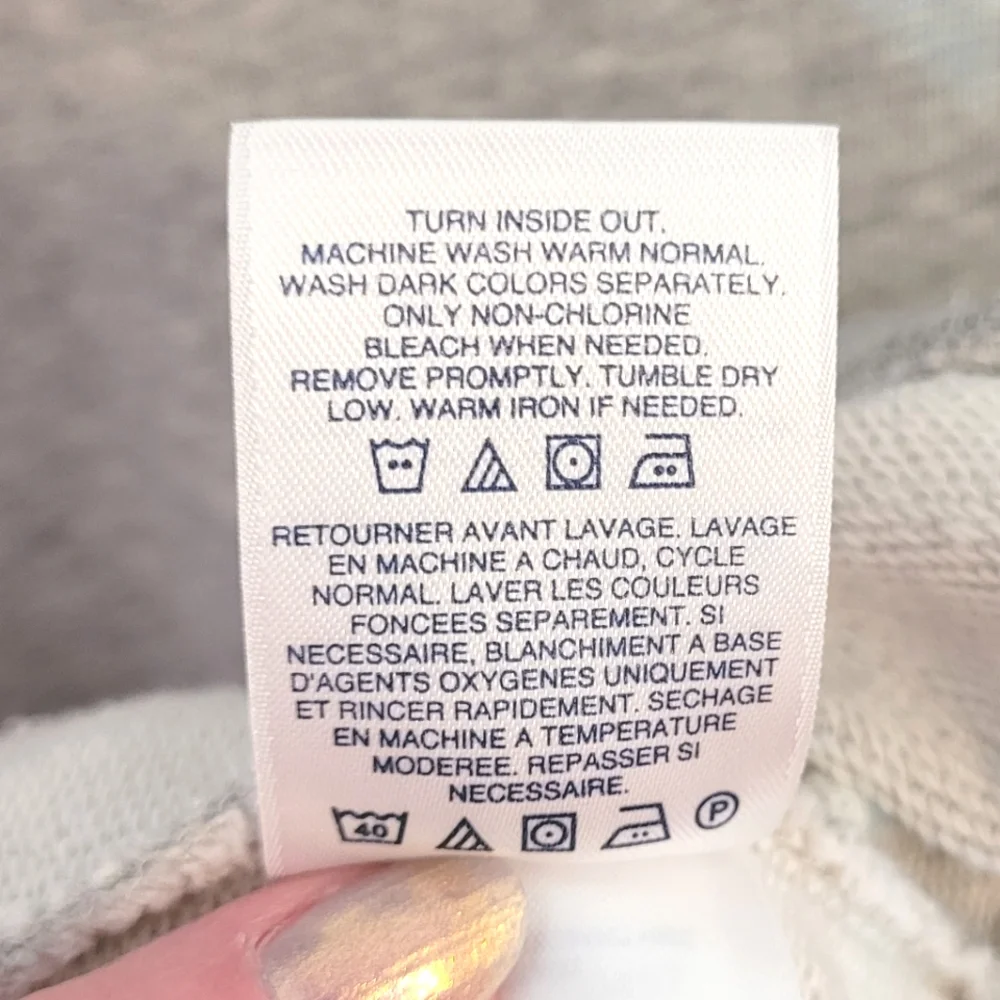 TURN INSIDE OUT.
MACHINE WASH WARM NORMAL.
WASH DARK COLORS SEPARATELY.
ONLY NON-CHLORINE
BLEACH WHEN NEEDED.
REMOVE PROMPTLY. TUMBLE DRY
LOW. WARM IRON IF NEEDED.
RETOURNER AVANT LAVAGE. LAVAGE
EN MACHINE A CHAUD, CYCLE
NORMAL. LAVER LES COULEURS
FONCEES SEPAREMENT. SI
NECESSAIRE, BLANCHIMENT A BASE
D'AGENTS OXYGENES UNIQUEMENT
ET RINCER RAPIDEMENT. SECHAGE
EN MACHINE A TEMPERATURE
MODEREE. REPASSER SI
NECESSAIRE.
40 P